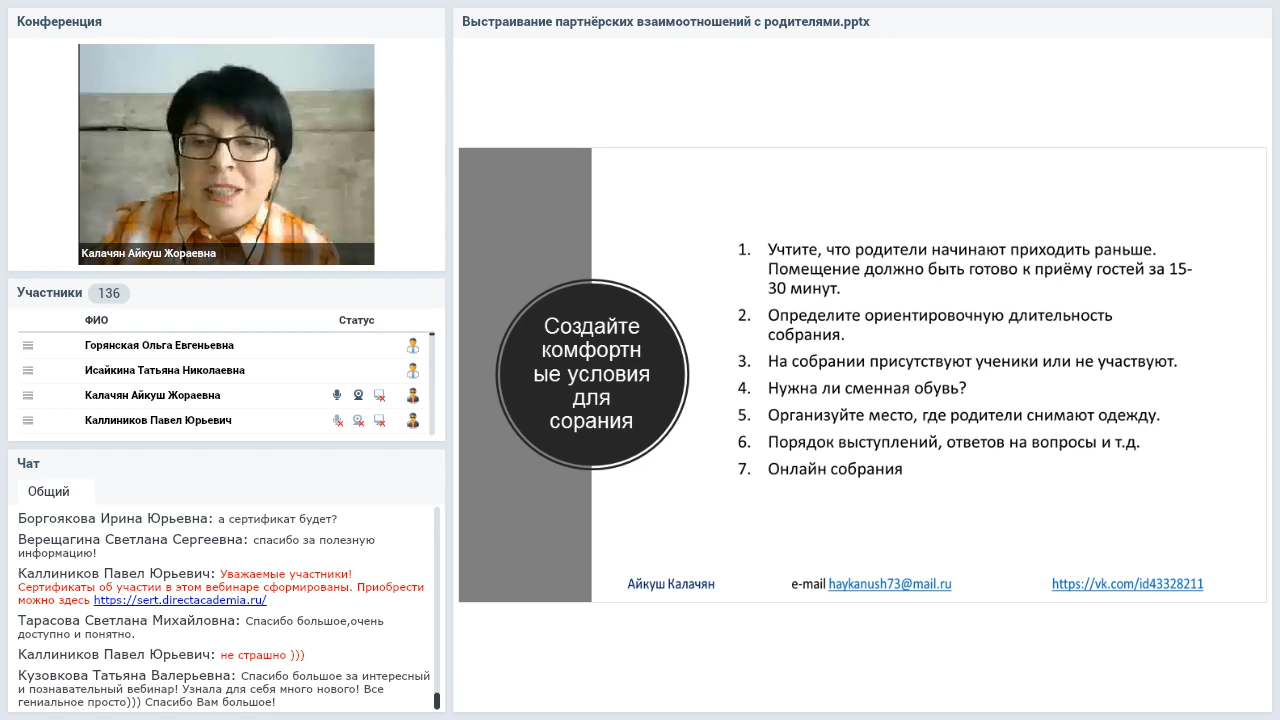 Конференция
Калачян Айкуш Жораевна
Участники 136
ФИО Статус
Горянская Ольга Евгеньевна
Исайкина Татьяна Николаевна
Калачян Айкуш Жораевна
Каллиников Павел Юрьевич
Чат
Общий
Боргоякова Ирина Юрьевна: а сертификат будет?
Верещагина Светлана Сергеевна: спасибо за полезную
информацию!
Каллиников Павел Юрьевич: Уважаемые участники!
Сертификаты об участии в этом вебинаре сформированы. Приобрести
можно здесь https://sert.directacademia.ru/
Тарасова Светлана Михайловна: Спасибо большое,очень
доступно и понятно.
Каллиников Павел Юрьевич: не страшно )))
Кузовкова Татьяна Валерьевна: Спасибо большое за интересный
и познавательный вебинар! Узнала для себя много нового! Все
гениальное просто))) Спасибо Вам большое!
Выстраивание партнёрских взаимоотношений с родителями.pptx
Создайте
комфортн
ые условия
для
сорания
1. Учтите, что родители начинают приходить раньше.
Помещение должно быть готово к приёму гостей за 15-
30 минут.
2. Определите ориентировочную длительность
собрания.
3. На собрании присутствуют ученики или не участвуют.
4. Нужна ли сменная обувь?
5. Организуйте место, где родители снимают одежду.
6. Порядок выступлений, ответов на вопросы и т.д.
7. Онлайн собрания
Айкуш Калачян e-mail haykanush73@mail.ru https://vk.com/id43328211